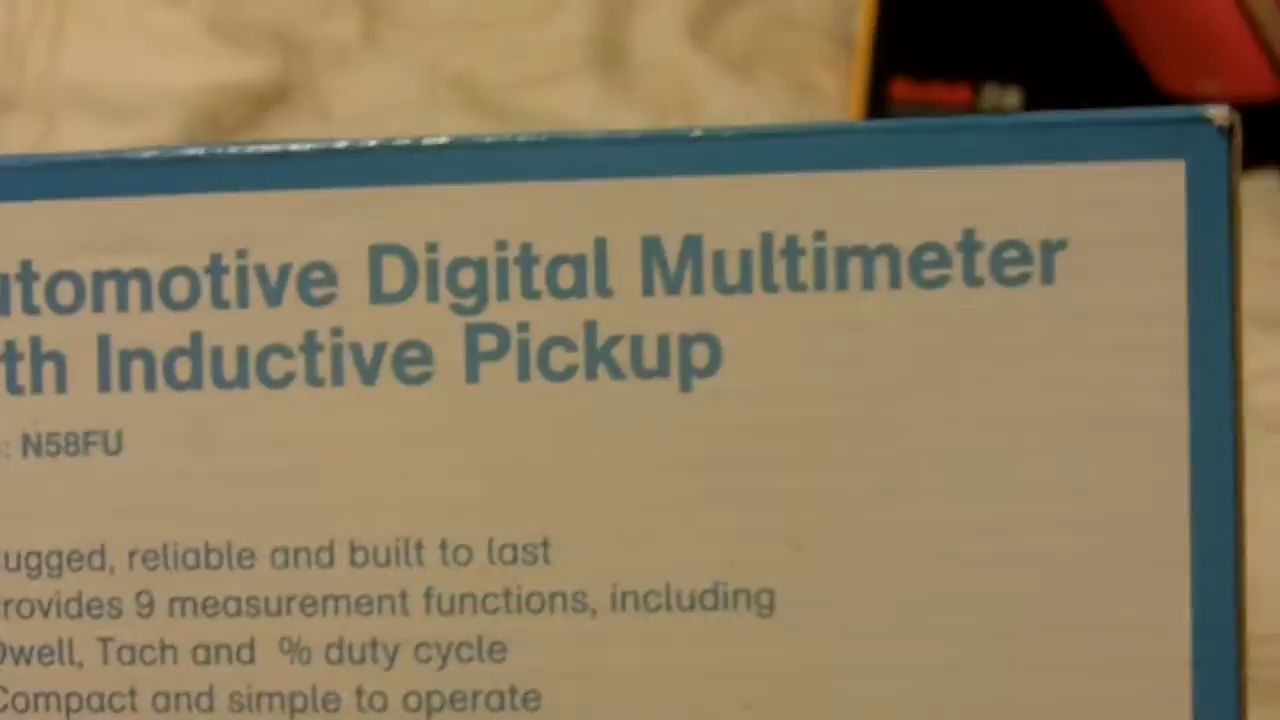 utomotive Digital Multimeter
th Inductive Pickup
: N58FU
ugged, reliable and built to last
rovides 9 measurement functions, including
Dwell, Tach and % duty cycle
Compact and simple to operate